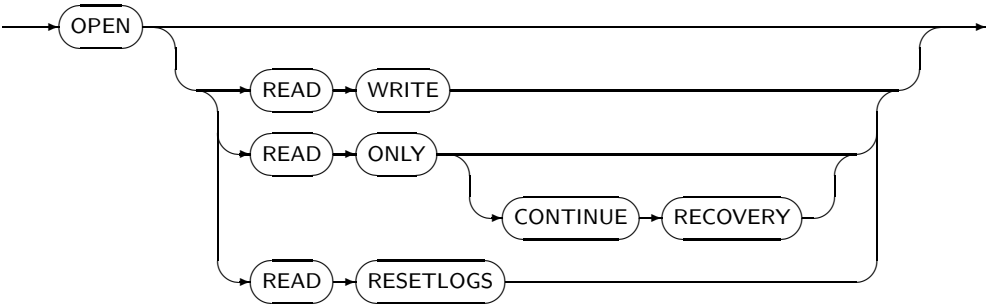 OPEN
READ WRITE
READ ONLY
CONTINUE RECOVERY
READ RESETLOGS